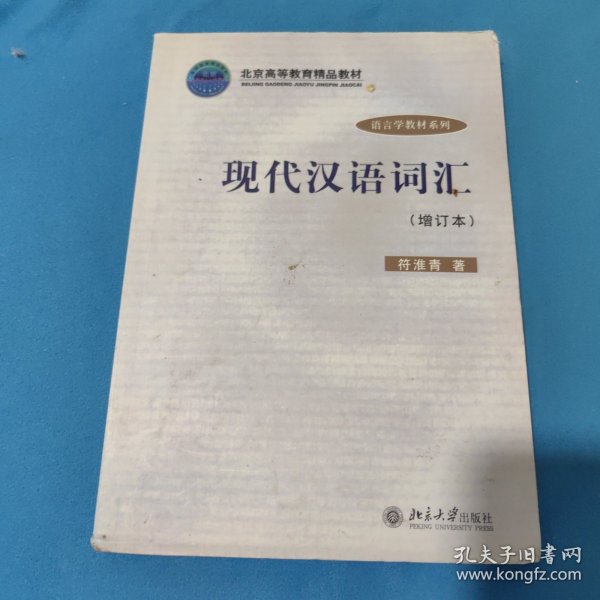 北京高等教育精品教材
BEIJING GAODENG JIAOYU JINGPIN JIAOCAI
语言学教材系列
现代汉语词汇
(增订本)
符淮青 著
北京大学出版社
PEKING UNIVERSITY PRESS
孔夫子旧书网
www.kongfz.com